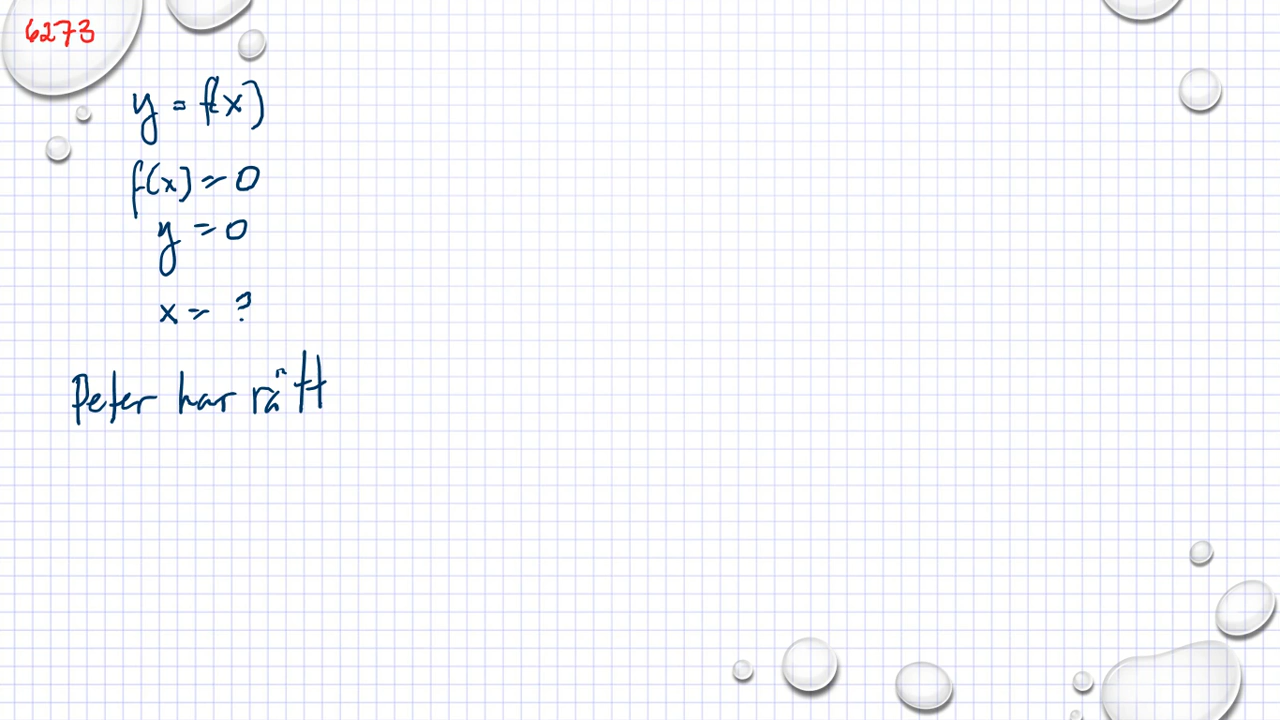 6273
y = f(x)
f(x) = 0
y = 0
x = ?
Peter har rätt